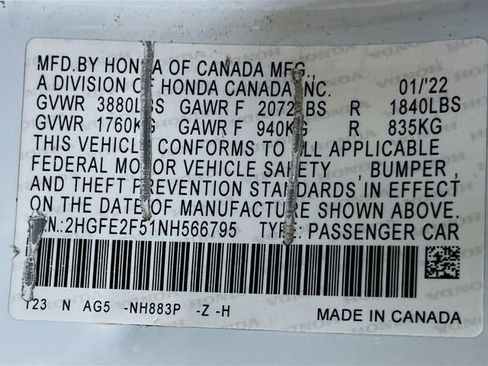 MFD.BY HONDA OF CANADA MFG.,
A DIVISION OF HONDA CANADA INC. 01/'22
GVWR 3880LBS GAWR F 2072LBS R 1840LBS
GVWR 1760KG GAWR F 940KG R 835KG
THIS VEHICLE CONFORMS TO ALL APPLICABLE
FEDERAL MOTOR VEHICLE SAFETY , BUMPER ,
AND THEFT PREVENTION STANDARDS IN EFFECT
ON THE DATE OF MANUFACTURE SHOWN ABOVE.
.N.:2HGFE2F51NH566795 TYPE: PASSENGER CAR
T23 N AG5 -NH883P -Z -H MADE IN CANADA